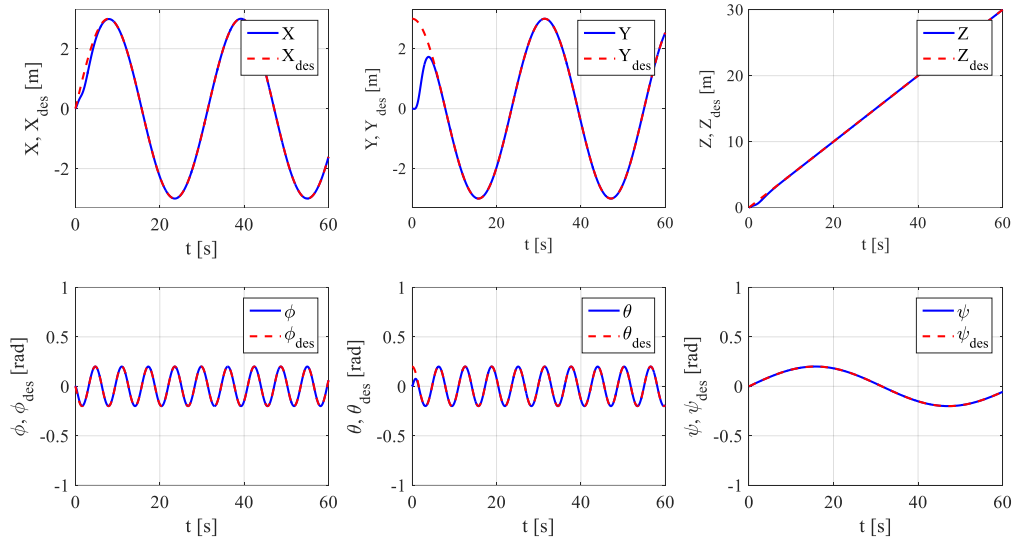 X, X_des [m]
2
0
-2
0
20
40
60
t [s]
X
X_des
Y, Y_des [m]
2
0
-2
0
20
40
60
t [s]
Y
Y_des
Z, Z_des [m]
30
20
10
0
0
20
40
60
t [s]
Z
Z_des
ϕ, ϕ_des [rad]
1
0.5
0
-0.5
-1
0
20
40
60
t [s]
ϕ
ϕ_des
θ, θ_des [rad]
1
0.5
0
-0.5
-1
0
20
40
60
t [s]
θ
θ_des
ψ, ψ_des [rad]
1
0.5
0
-0.5
-1
0
20
40
60
t [s]
ψ
ψ_des